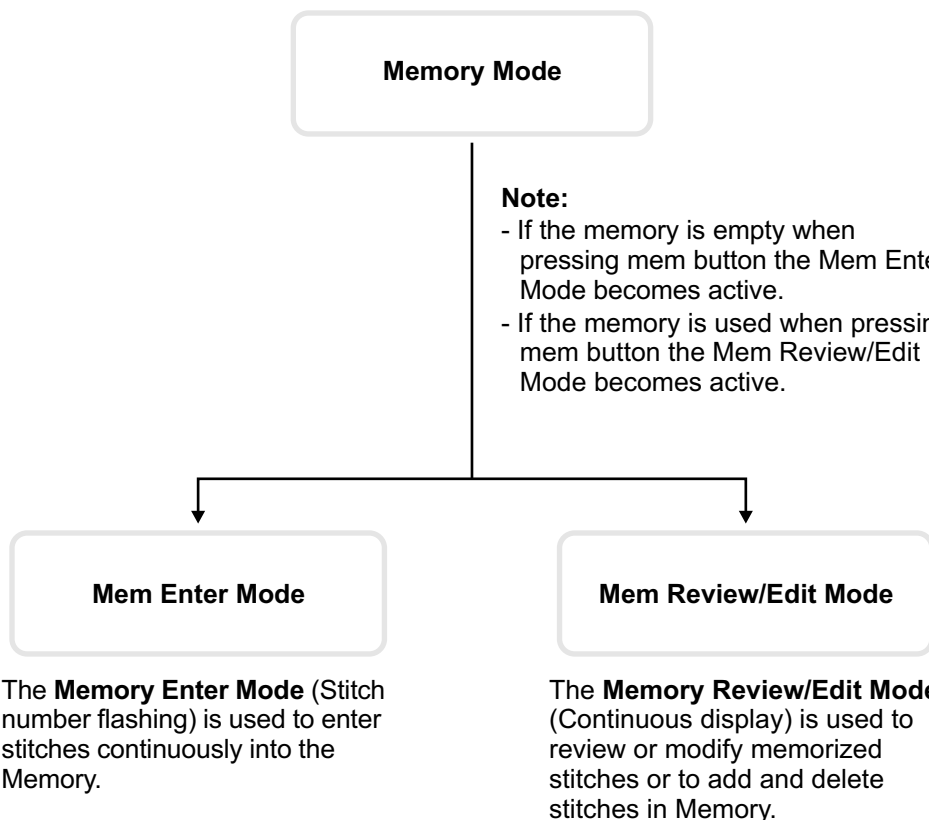 Memory Mode
Note:
- If the memory is empty when
pressing mem button the Mem Ente
Mode becomes active.
- If the memory is used when pressin
mem button the Mem Review/Edit
Mode becomes active.
Mem Enter Mode
Mem Review/Edit Mode
The Memory Enter Mode (Stitch
number flashing) is used to enter
stitches continuously into the
Memory.
The Memory Review/Edit Mode
(Continuous display) is used to
review or modify memorized
stitches or to add and delete
stitches in Memory.